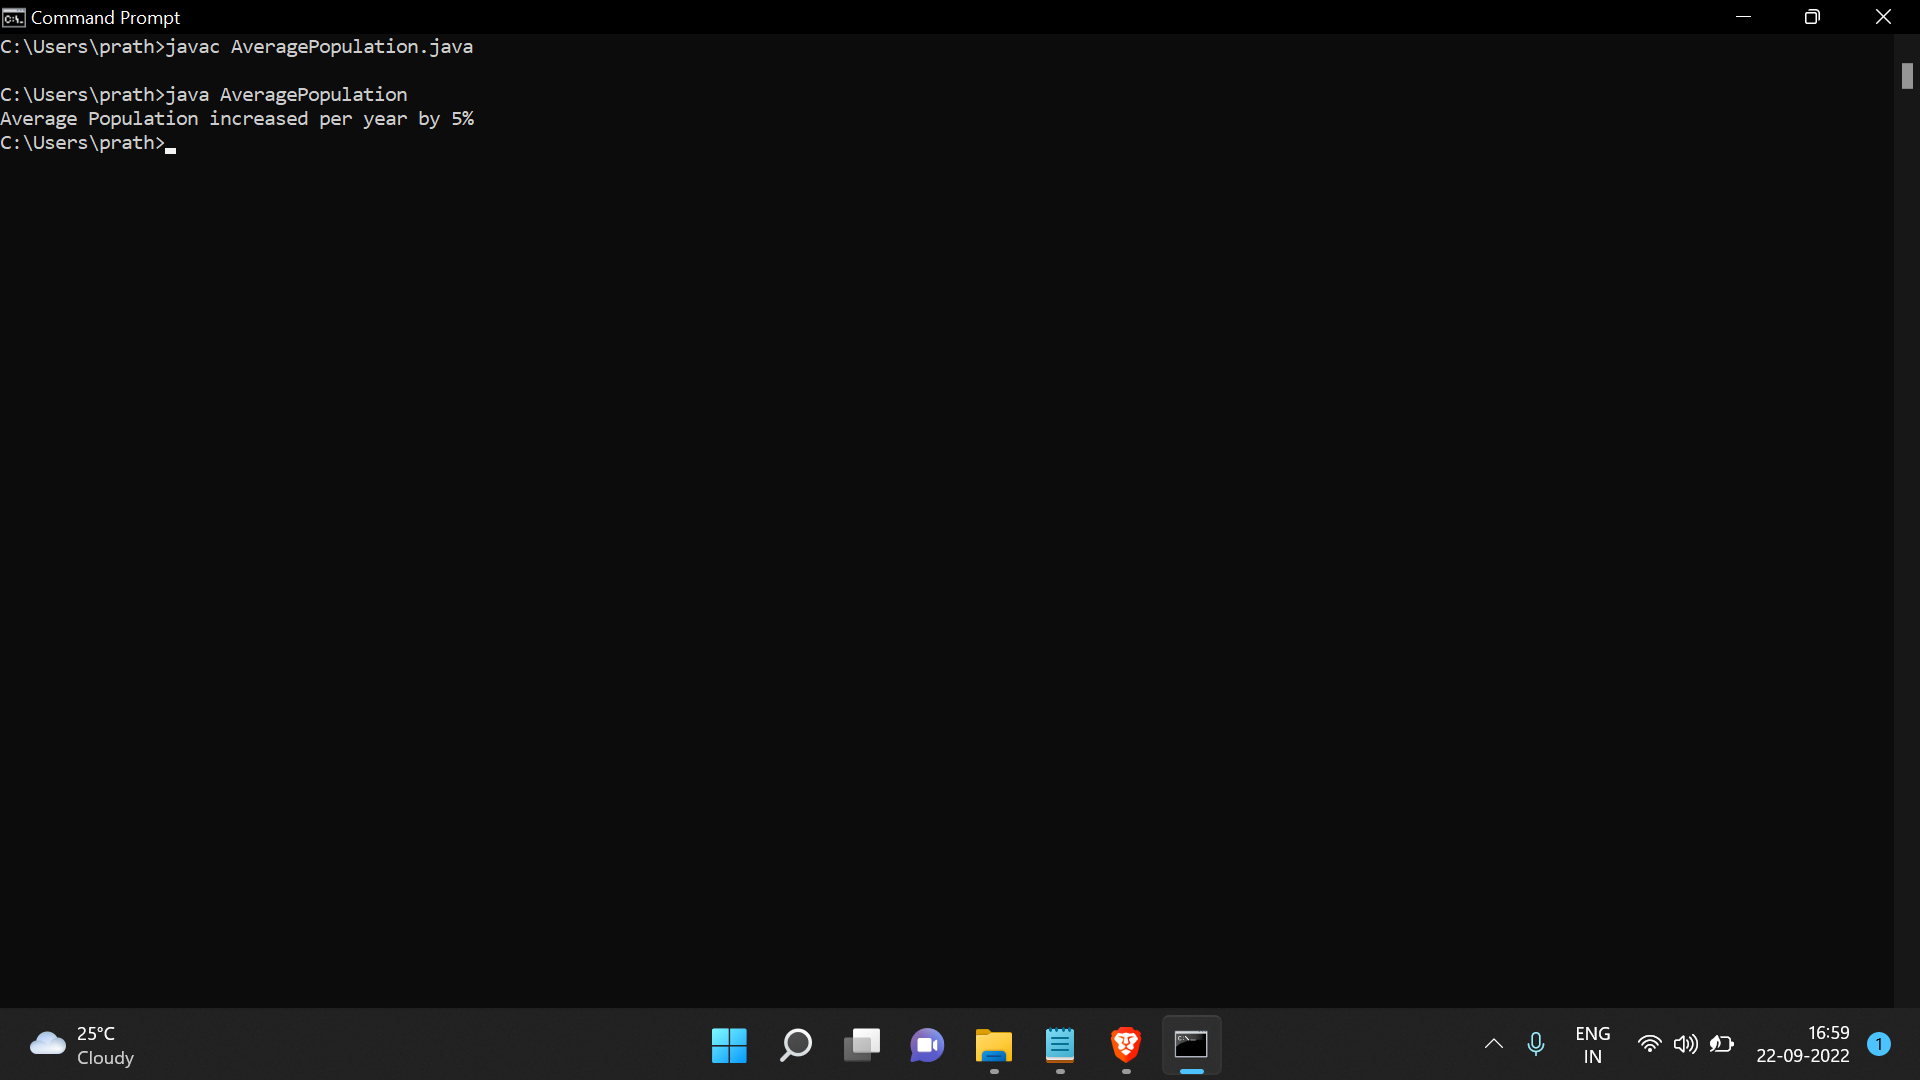 Command Prompt
C:\Users\prath>javac AveragePopulation.java
C:\Users\prath>java AveragePopulation
Average Population increased per year by 5%
C:\Users\prath>
25°C
Cloudy
ENG
IN
16:59
22-09-2022
1